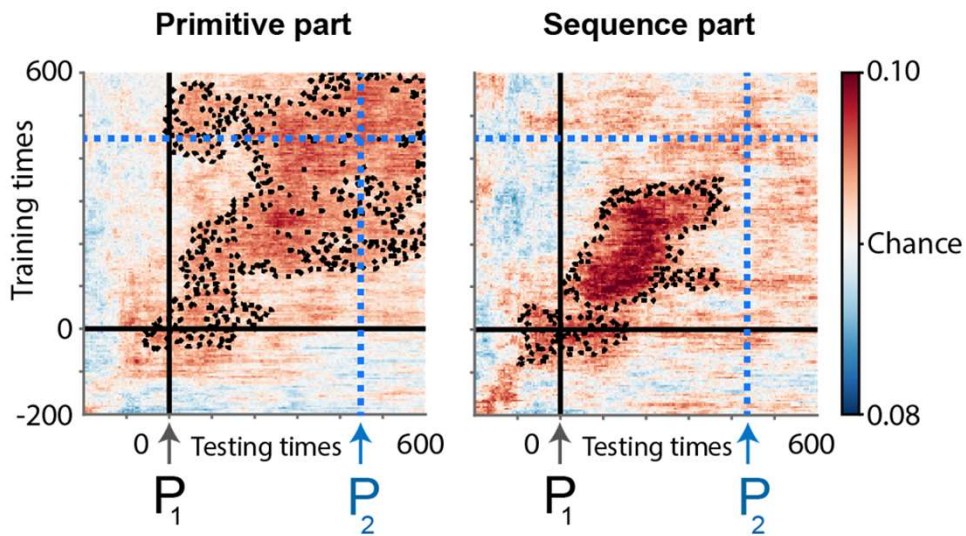 Primitive part
Sequence part
600
0
-200
Training times
0.10
Chance
0.08
0 Testing times 600
0 Testing times 600
P1
P2
P1
P2